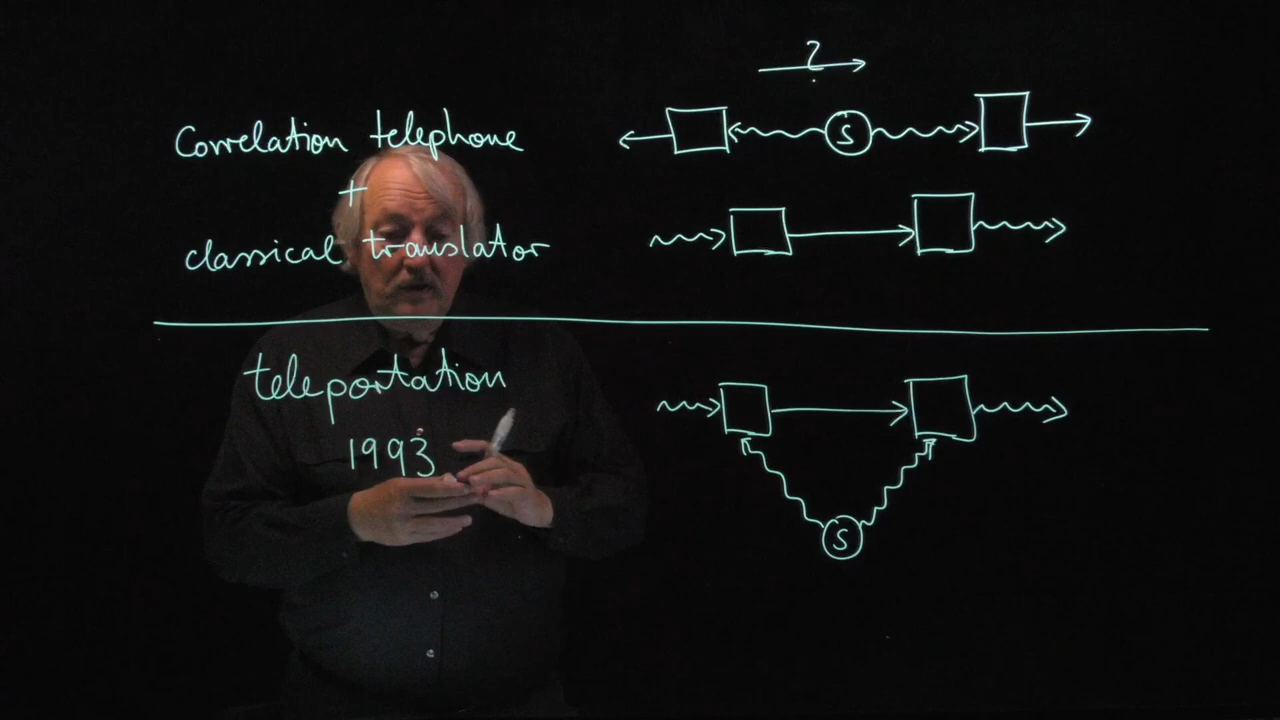 ?
Correlation telephone
S
+
classical translator
teleportation
1993
S